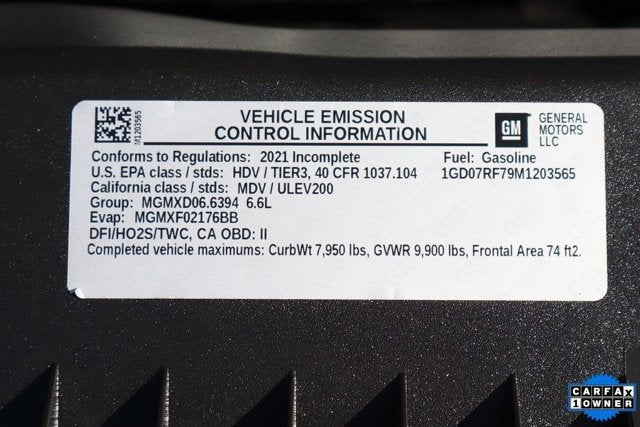 M1203565
VEHICLE EMISSION
CONTROL INFORMATION
GM
GENERAL
MOTORS
LLC
Conforms to Regulations: 2021 Incomplete
Fuel: Gasoline
U.S. EPA class / stds: HDV / TIER3, 40 CFR 1037.104
1GD07RF79M1203565
California class / stds: MDV / ULEV200
Group: MGMXD06.6394 6.6L
Evap: MGMXF02176BB
DFI/HO2S/TWC, CA OBD: II
Completed vehicle maximums: CurbWt 7,950 lbs, GVWR 9,900 lbs, Frontal Area 74 ft2.
CARFAX
1 OWNER